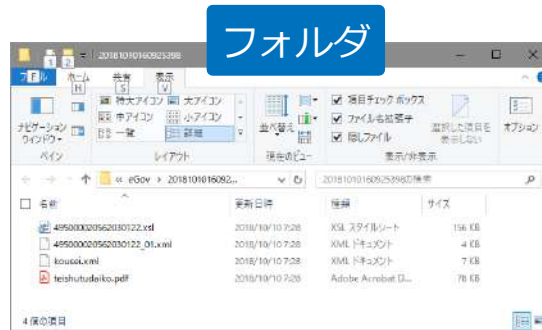 フォルダ
20181010160925398
ファイル ホーム 共有 表示
F H S V
1 2
ナビゲーション ウィンドウ
特大アイコン 大アイコン
中アイコン 小アイコン
一覧 詳細
並べ替え
項目チェック ボックス
ファイル名拡張子
隠しファイル
選択した項目を 表示しない
オプション
ペイン レイアウト 現在のビュー 表示/非表示
« eGov › 2018101016092... 20181010160925398の検索
名前 更新日時 種類 サイズ
495000020562030122.xsl 2018/10/10 7:28 XSL スタイルシート 156 KB
495000020562030122_01.xml 2018/10/10 7:28 XML ドキュメント 4 KB
kousei.xml 2018/10/10 7:28 XML ドキュメント 7 KB
teishutudaiko.pdf 2018/10/10 7:28 Adobe Acrobat D... 78 KB
4 個の項目